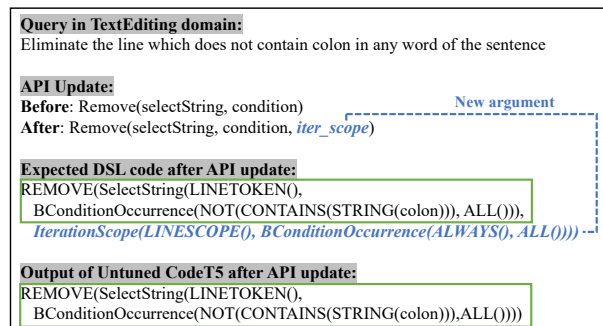 Query in TextEditing domain:
Eliminate the line which does not contain colon in any word of the sentence
API Update:
Before: Remove(selectString, condition)
New argument
After: Remove(selectString, condition, iter_scope)
Expected DSL code after API update:
REMOVE(SelectString(LINETOKEN(),
BConditionOccurrence(NOT(CONTAINS(STRING(colon))), ALL())),
IterationScope(LINESCOPE(), BConditionOccurrence(ALWAYS(), ALL())))
Output of Untuned CodeT5 after API update:
REMOVE(SelectString(LINETOKEN(),
BConditionOccurrence(NOT(CONTAINS(STRING(colon))),ALL())))